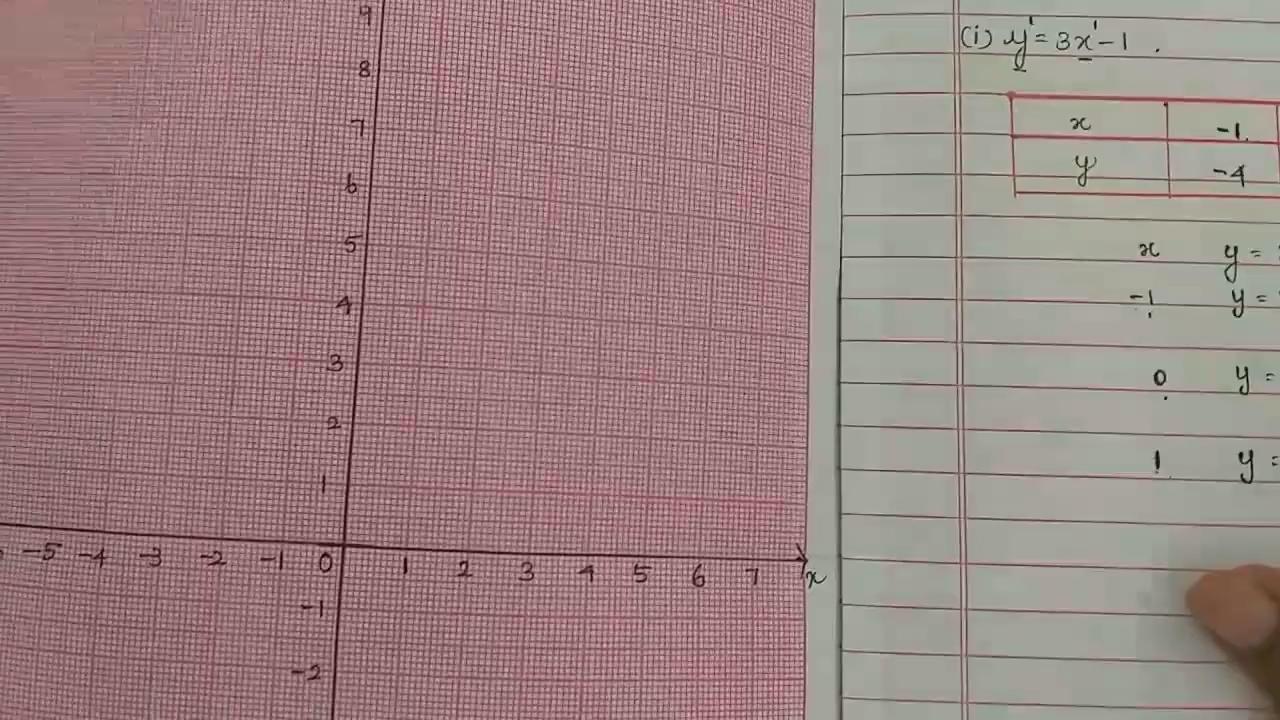 9
8
7
6
5
4
3
2
1
-5 -4 -3 -2 -1 0 1 2 3 4 5 6 7 x
-1
-2
(i) y' = 3x' - 1 .
x -1
y -4
x y =
-1 y =
0 y =
1 y =